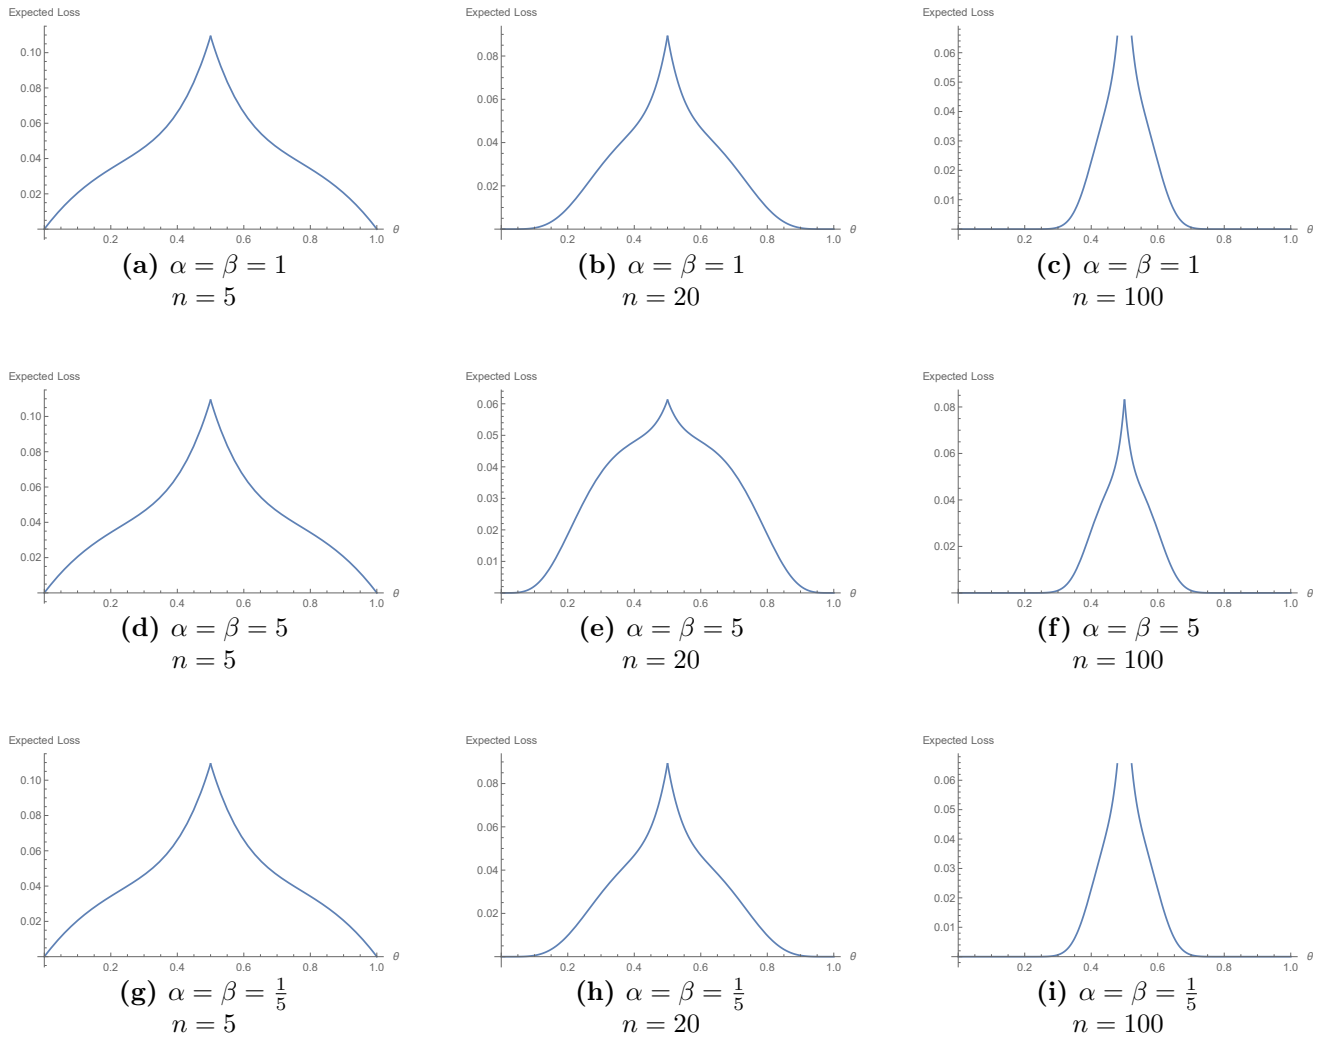 Expected Loss
0.10
0.08
0.06
0.04
0.02
0.2 0.4 0.6 0.8 1.0 θ
(a) α = β = 1
n = 5
Expected Loss
0.08
0.06
0.04
0.02
0.2 0.4 0.6 0.8 1.0 θ
(b) α = β = 1
n = 20
Expected Loss
0.06
0.05
0.04
0.03
0.02
0.01
0.2 0.4 0.6 0.8 1.0 θ
(c) α = β = 1
n = 100
Expected Loss
0.10
0.08
0.06
0.04
0.02
0.2 0.4 0.6 0.8 1.0 θ
(d) α = β = 5
n = 5
Expected Loss
0.06
0.05
0.04
0.03
0.02
0.01
0.2 0.4 0.6 0.8 1.0 θ
(e) α = β = 5
n = 20
Expected Loss
0.08
0.06
0.04
0.02
0.2 0.4 0.6 0.8 1.0 θ
(f) α = β = 5
n = 100
Expected Loss
0.10
0.08
0.06
0.04
0.02
0.2 0.4 0.6 0.8 1.0 θ
(g) α = β = 1/5
n = 5
Expected Loss
0.08
0.06
0.04
0.02
0.2 0.4 0.6 0.8 1.0 θ
(h) α = β = 1/5
n = 20
Expected Loss
0.06
0.05
0.04
0.03
0.02
0.01
0.2 0.4 0.6 0.8 1.0 θ
(i) α = β = 1/5
n = 100